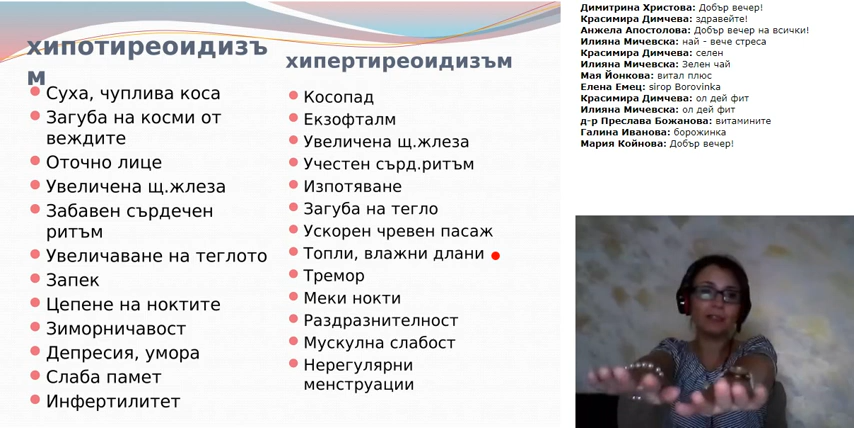 хипотиреоидизъ
м
Суха, чуплива коса
Загуба на косми от
веждите
Оточно лице
Увеличена щ.жлеза
Забавен сърдечен
ритъм
Увеличаване на теглото
Запек
Цепене на ноктите
Зиморничавост
Депресия, умора
Слаба памет
Инфертилитет
хипертиреоидизъм
Косопад
Екзофталм
Увеличена щ.жлеза
Учестен сърд.ритъм
Изпотяване
Загуба на тегло
Ускорен чревен пасаж
Топли, влажни длани
Тремор
Меки нокти
Раздразнителност
Мускулна слабост
Нерегулярни
менструации
Димитрина Христова: Добър вечер!
Красимира Димчева: здравейте!
Анжела Апостолова: Добър вечер на всички!
Илияна Мичевска: най - вече стреса
Красимира Димчева: селен
Илияна Мичевска: Зелен чай
Мая Йонкова: витал плюс
Елена Емец: sirop Borovinka
Красимира Димчева: ол дей фит
Илияна Мичевска: ол дей фит
д-р Преслава Божанова: витамините
Галина Иванова: борожинка
Мария Койнова: Добър вечер!